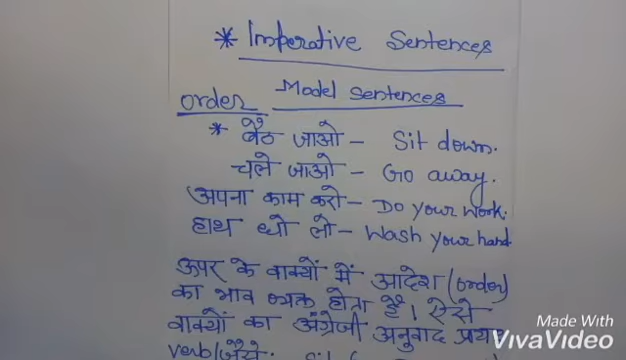 * Imperative Sentences
Model sentences
order
* बैठ जाओ - Sit down.
चले जाओ - Go away.
अपना काम करो - Do your work.
हाथ धो लो - Wash your hand.
ऊपर के वाक्यों में आदेश (order)
का भाव व्यक्त होता है। ऐसे
वाक्यों का अंग्रेजी अनुवाद
verb
Made With
VivaVideo